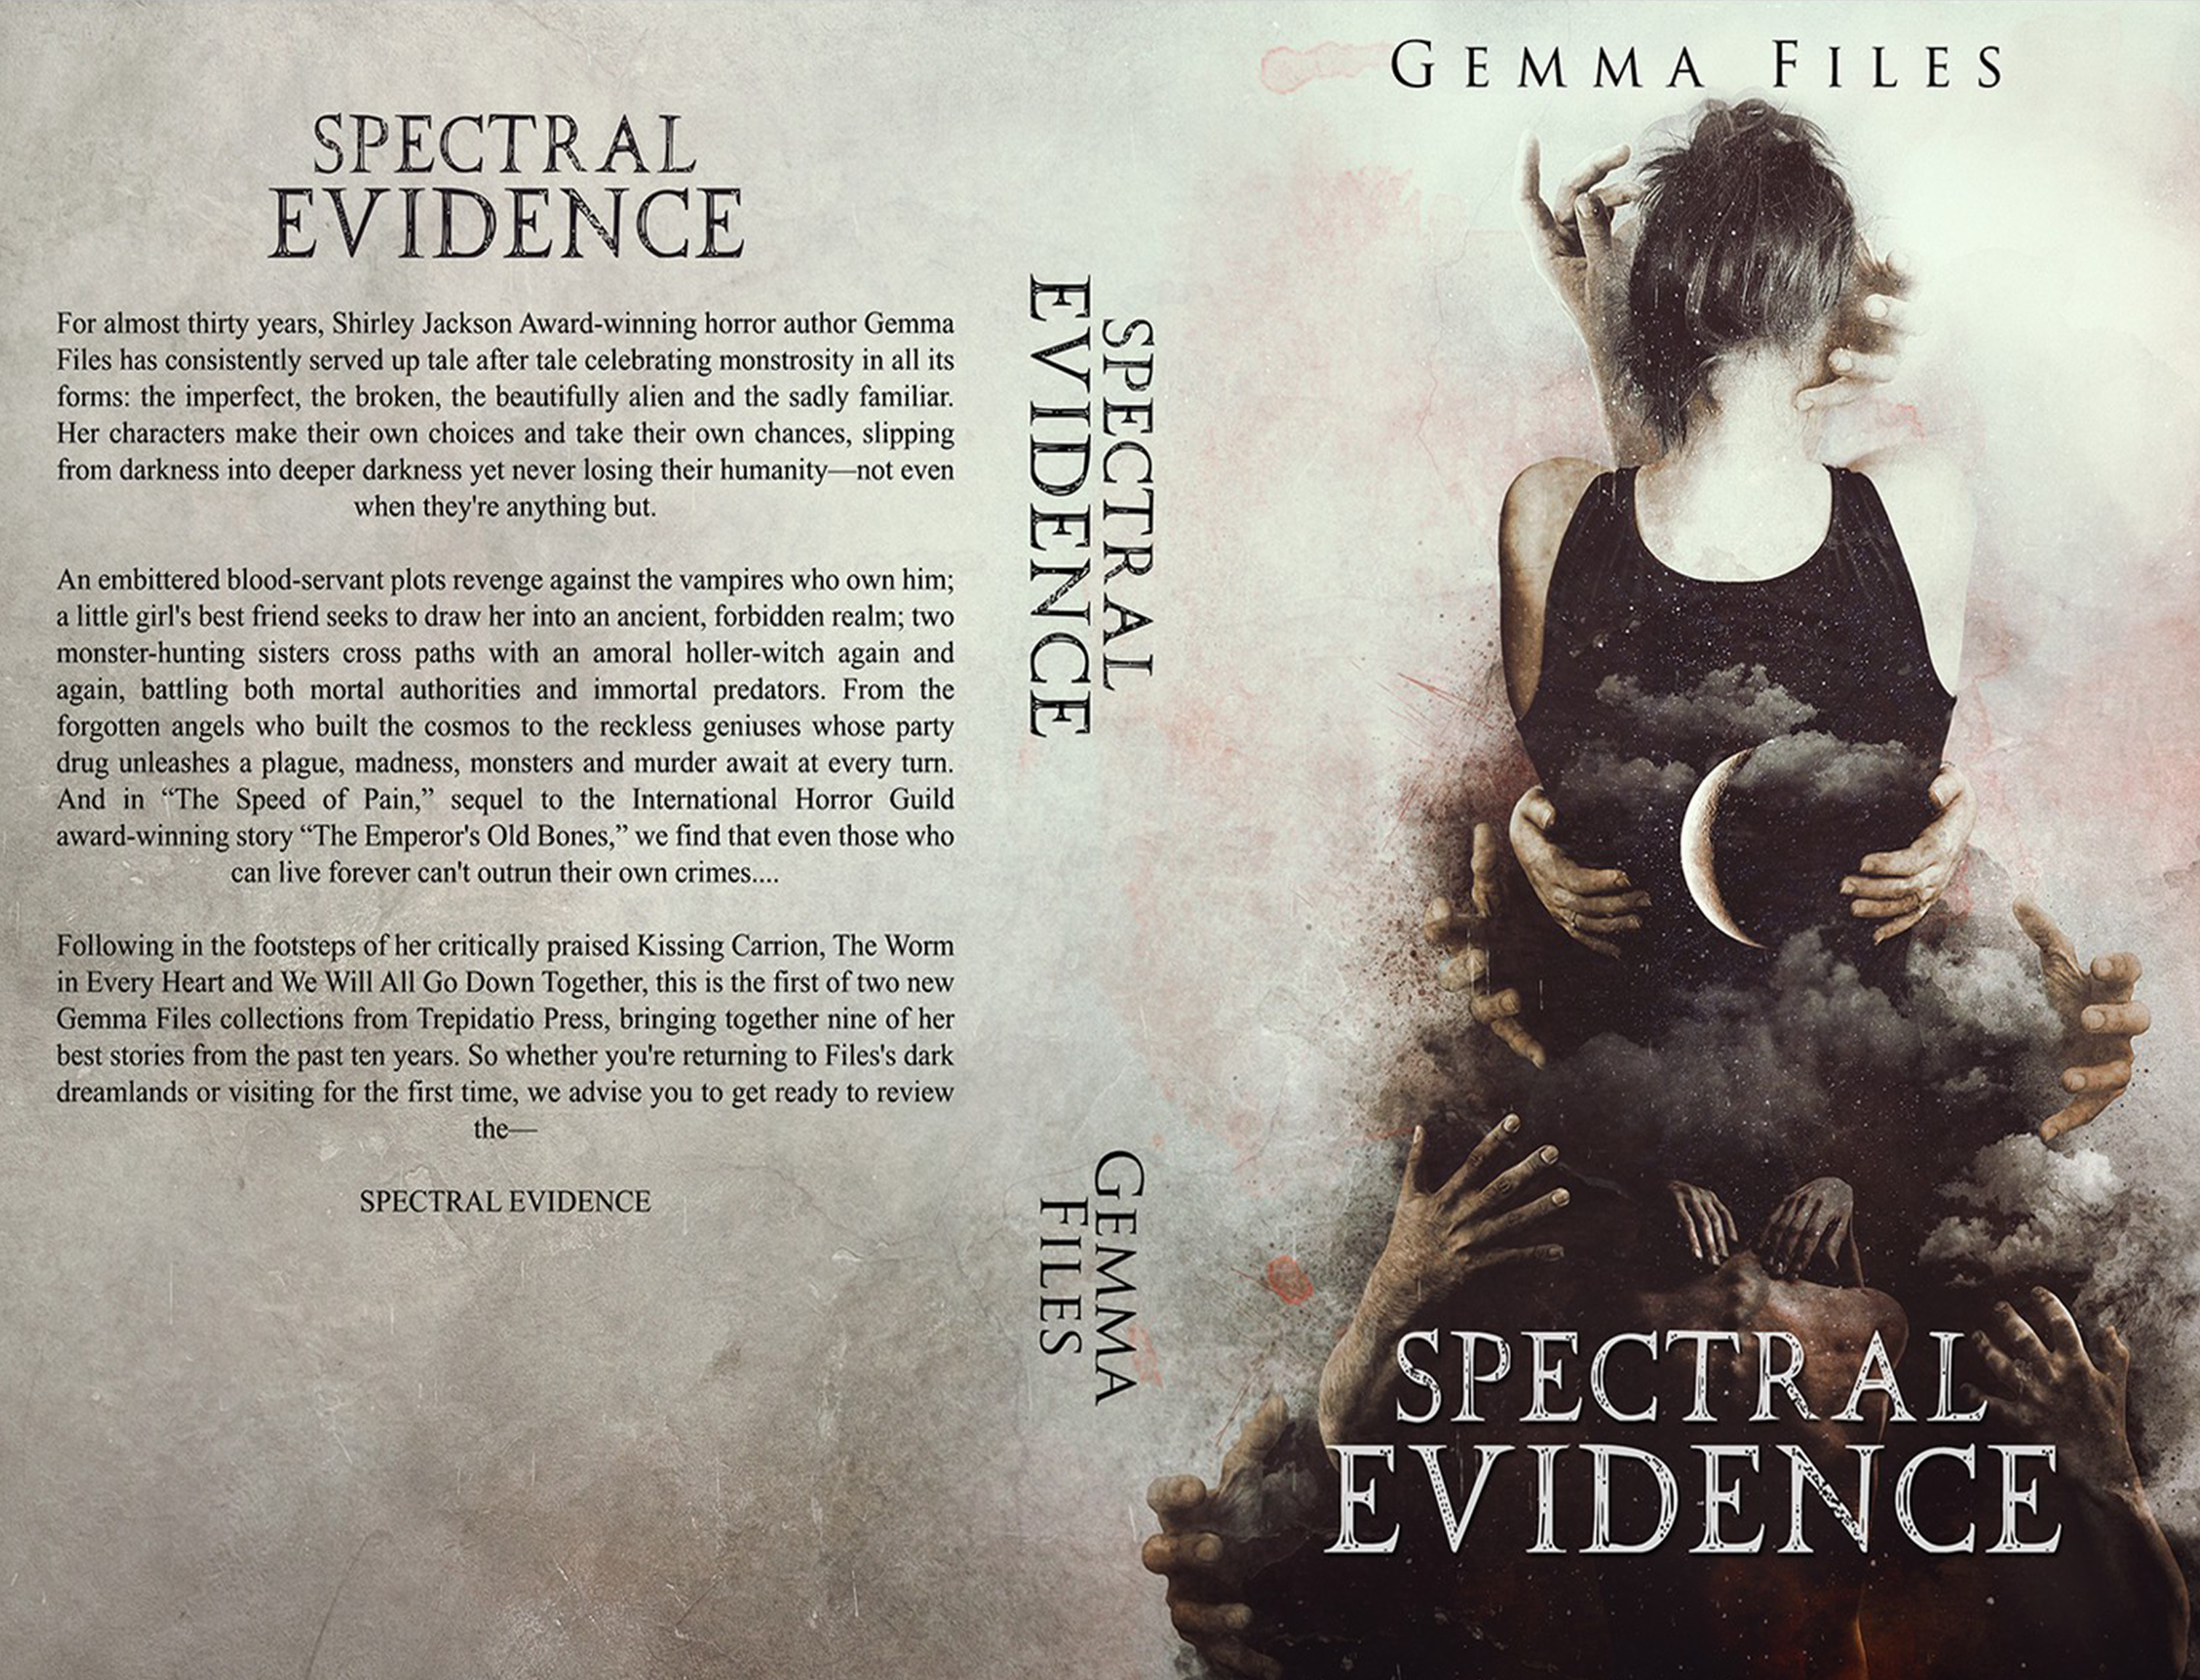 SPECTRAL
EVIDENCE
For almost thirty years, Shirley Jackson Award-winning horror author Gemma
Files has consistently served up tale after tale celebrating monstrosity in all its
forms: the imperfect, the broken, the beautifully alien and the sadly familiar.
Her characters make their own choices and take their own chances, slipping
from darkness into deeper darkness yet never losing their humanity—not even
when they're anything but.
An embittered blood-servant plots revenge against the vampires who own him;
a little girl's best friend seeks to draw her into an ancient, forbidden realm; two
monster-hunting sisters cross paths with an amoral holler-witch again and
again, battling both mortal authorities and immortal predators. From the
forgotten angels who built the cosmos to the reckless geniuses whose party
drug unleashes a plague, madness, monsters and murder await at every turn.
And in “The Speed of Pain,” sequel to the International Horror Guild
award-winning story “The Emperor's Old Bones,” we find that even those who
can live forever can't outrun their own crimes....
Following in the footsteps of her critically praised Kissing Carrion, The Worm
in Every Heart and We Will All Go Down Together, this is the first of two new
Gemma Files collections from Trepidatio Press, bringing together nine of her
best stories from the past ten years. So whether you're returning to Files's dark
dreamlands or visiting for the first time, we advise you to get ready to review
the—
SPECTRAL EVIDENCE
SPECTRAL
EVIDENCE
GEMMA
FILES
GEMMA FILES
SPECTRAL
EVIDENCE